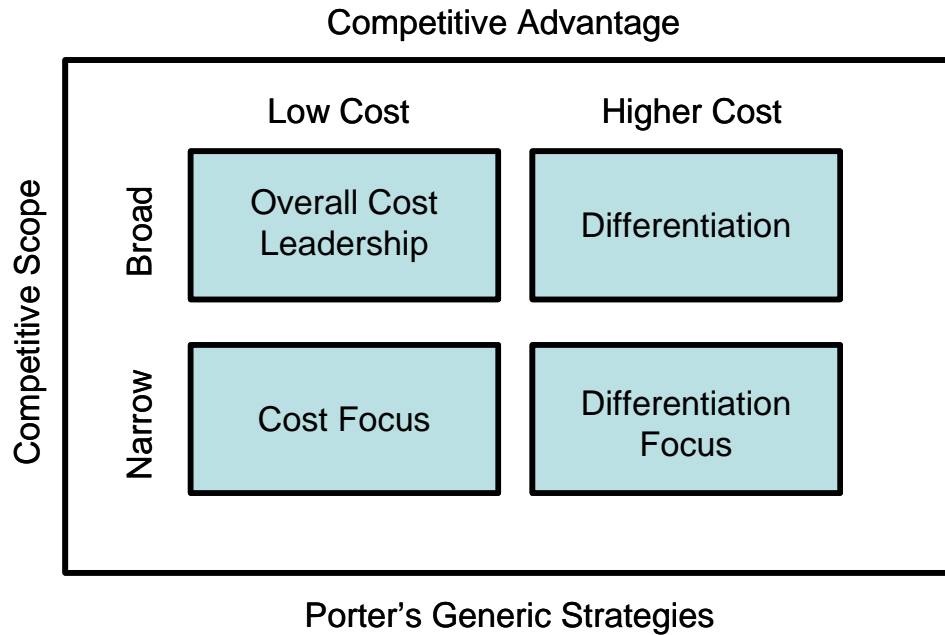 Competitive Advantage
Low Cost
Higher Cost
Competitive Scope
Broad
Overall Cost
Leadership
Differentiation
Narrow
Cost Focus
Differentiation
Focus
Porter’s Generic Strategies